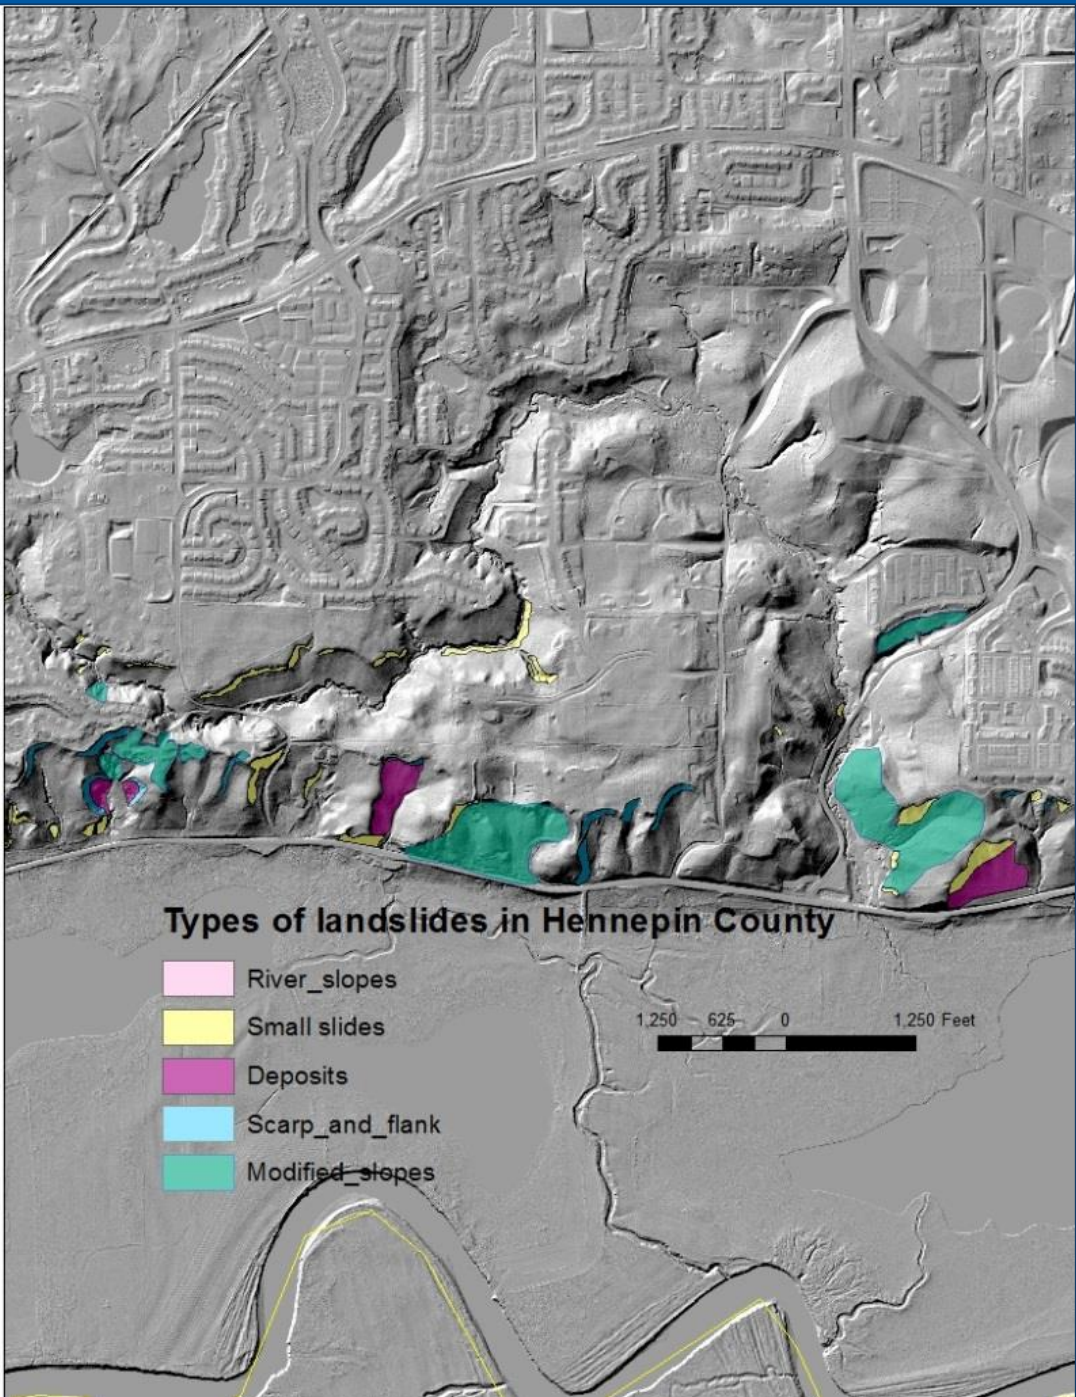 Types of landslides in Hennepin County
River_slopes
Small slides
Deposits
Scarp_and_flank
Modified_slopes
1,250 625 0 1,250 Feet